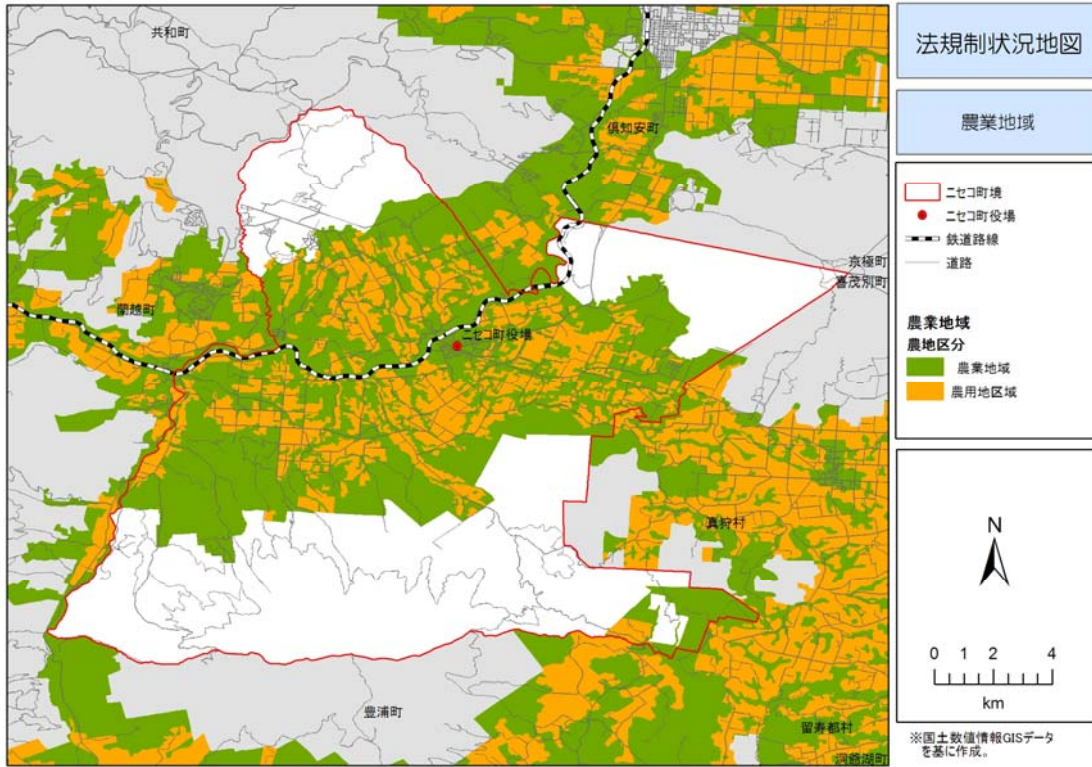 法規制状況地図
農業地域
ニセコ町境
ニセコ町役場
鉄道路線
道路
農業地域
農地区分
農業地域
農用地区域
N
0 1 2 4
km
※国土数値情報GISデータ
を基に作成。
共和町
倶知安町
京極町
喜茂別町
蘭越町
ニセコ町役場
真狩村
豊浦町
留寿都村
洞爺湖町